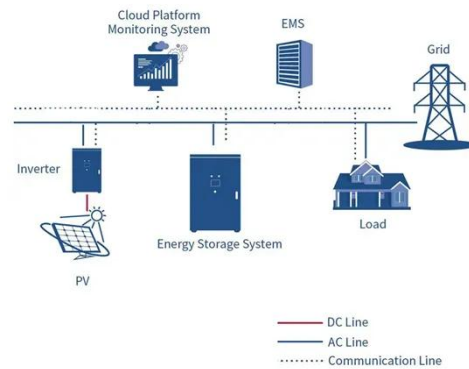 Cloud Platform
Monitoring System
EMS
Grid
Inverter
Energy Storage System
Load
PV
DC Line
AC Line
Communication Line